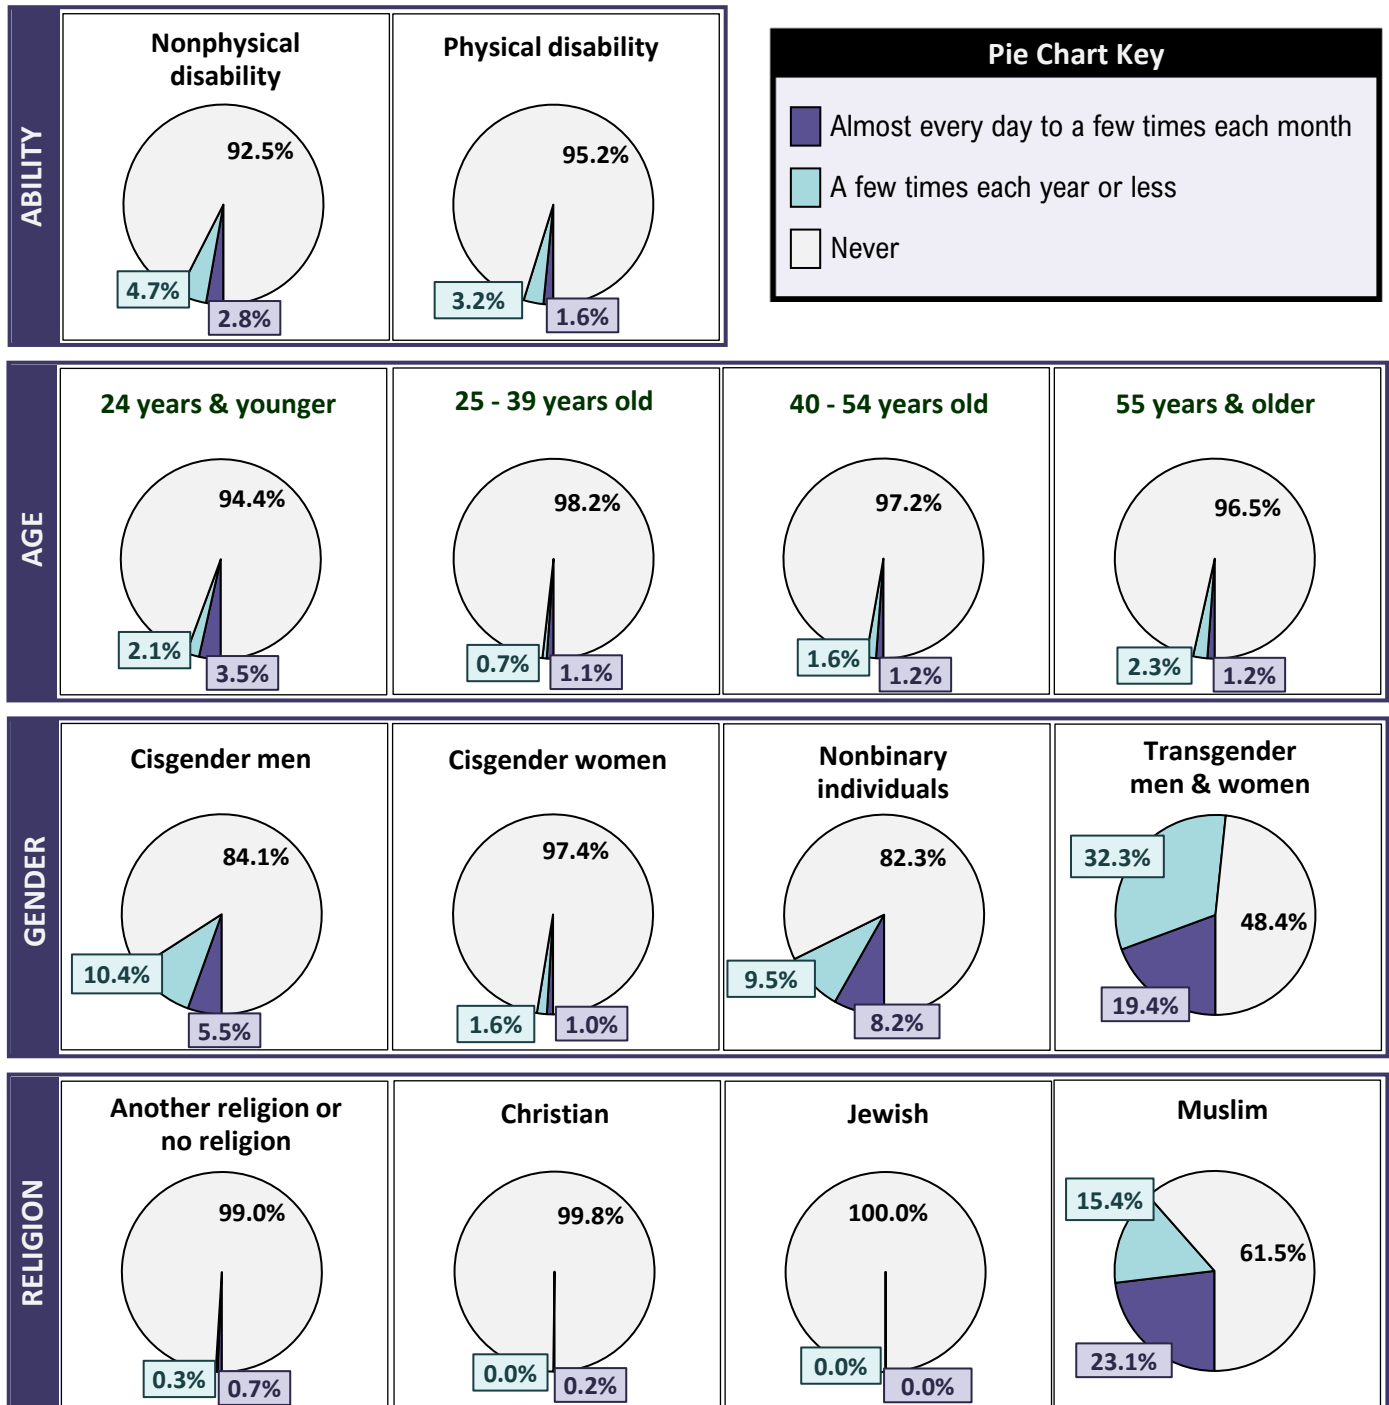 ABILITY
Nonphysical
disability
92.5%
4.7%
2.8%
Physical disability
95.2%
3.2%
1.6%
Pie Chart Key
Almost every day to a few times each month
A few times each year or less
Never
AGE
24 years & younger
94.4%
2.1%
3.5%
25 - 39 years old
98.2%
0.7%
1.1%
40 - 54 years old
97.2%
1.6%
1.2%
55 years & older
96.5%
2.3%
1.2%
GENDER
Cisgender men
84.1%
10.4%
5.5%
Cisgender women
97.4%
1.6%
1.0%
Nonbinary
individuals
82.3%
9.5%
8.2%
Transgender
men & women
32.3%
48.4%
19.4%
RELIGION
Another religion or
no religion
99.0%
0.3%
0.7%
Christian
99.8%
0.0%
0.2%
Jewish
100.0%
0.0%
0.0%
Muslim
15.4%
61.5%
23.1%